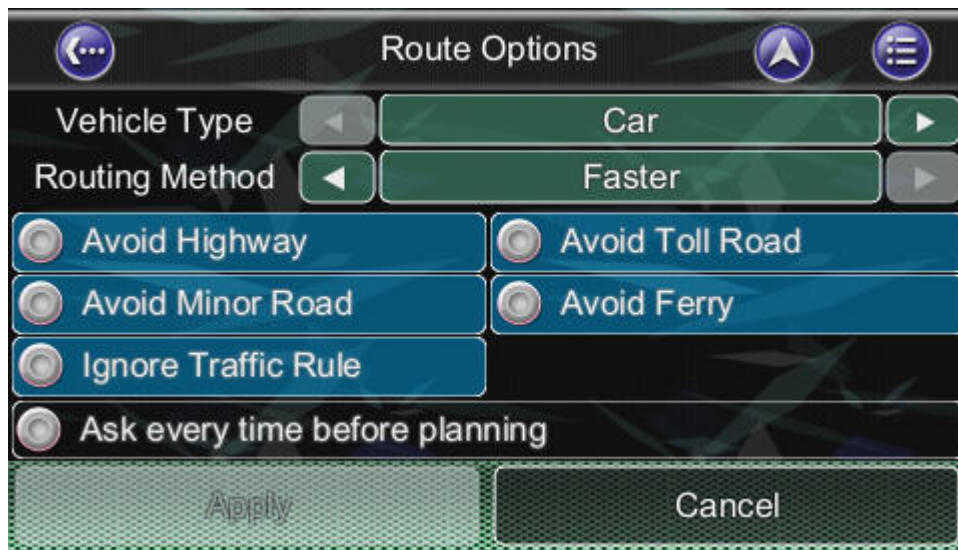 Route Options
Vehicle Type Car
Routing Method Faster
Avoid Highway Avoid Toll Road
Avoid Minor Road Avoid Ferry
Ignore Traffic Rule
Ask every time before planning
Apply Cancel